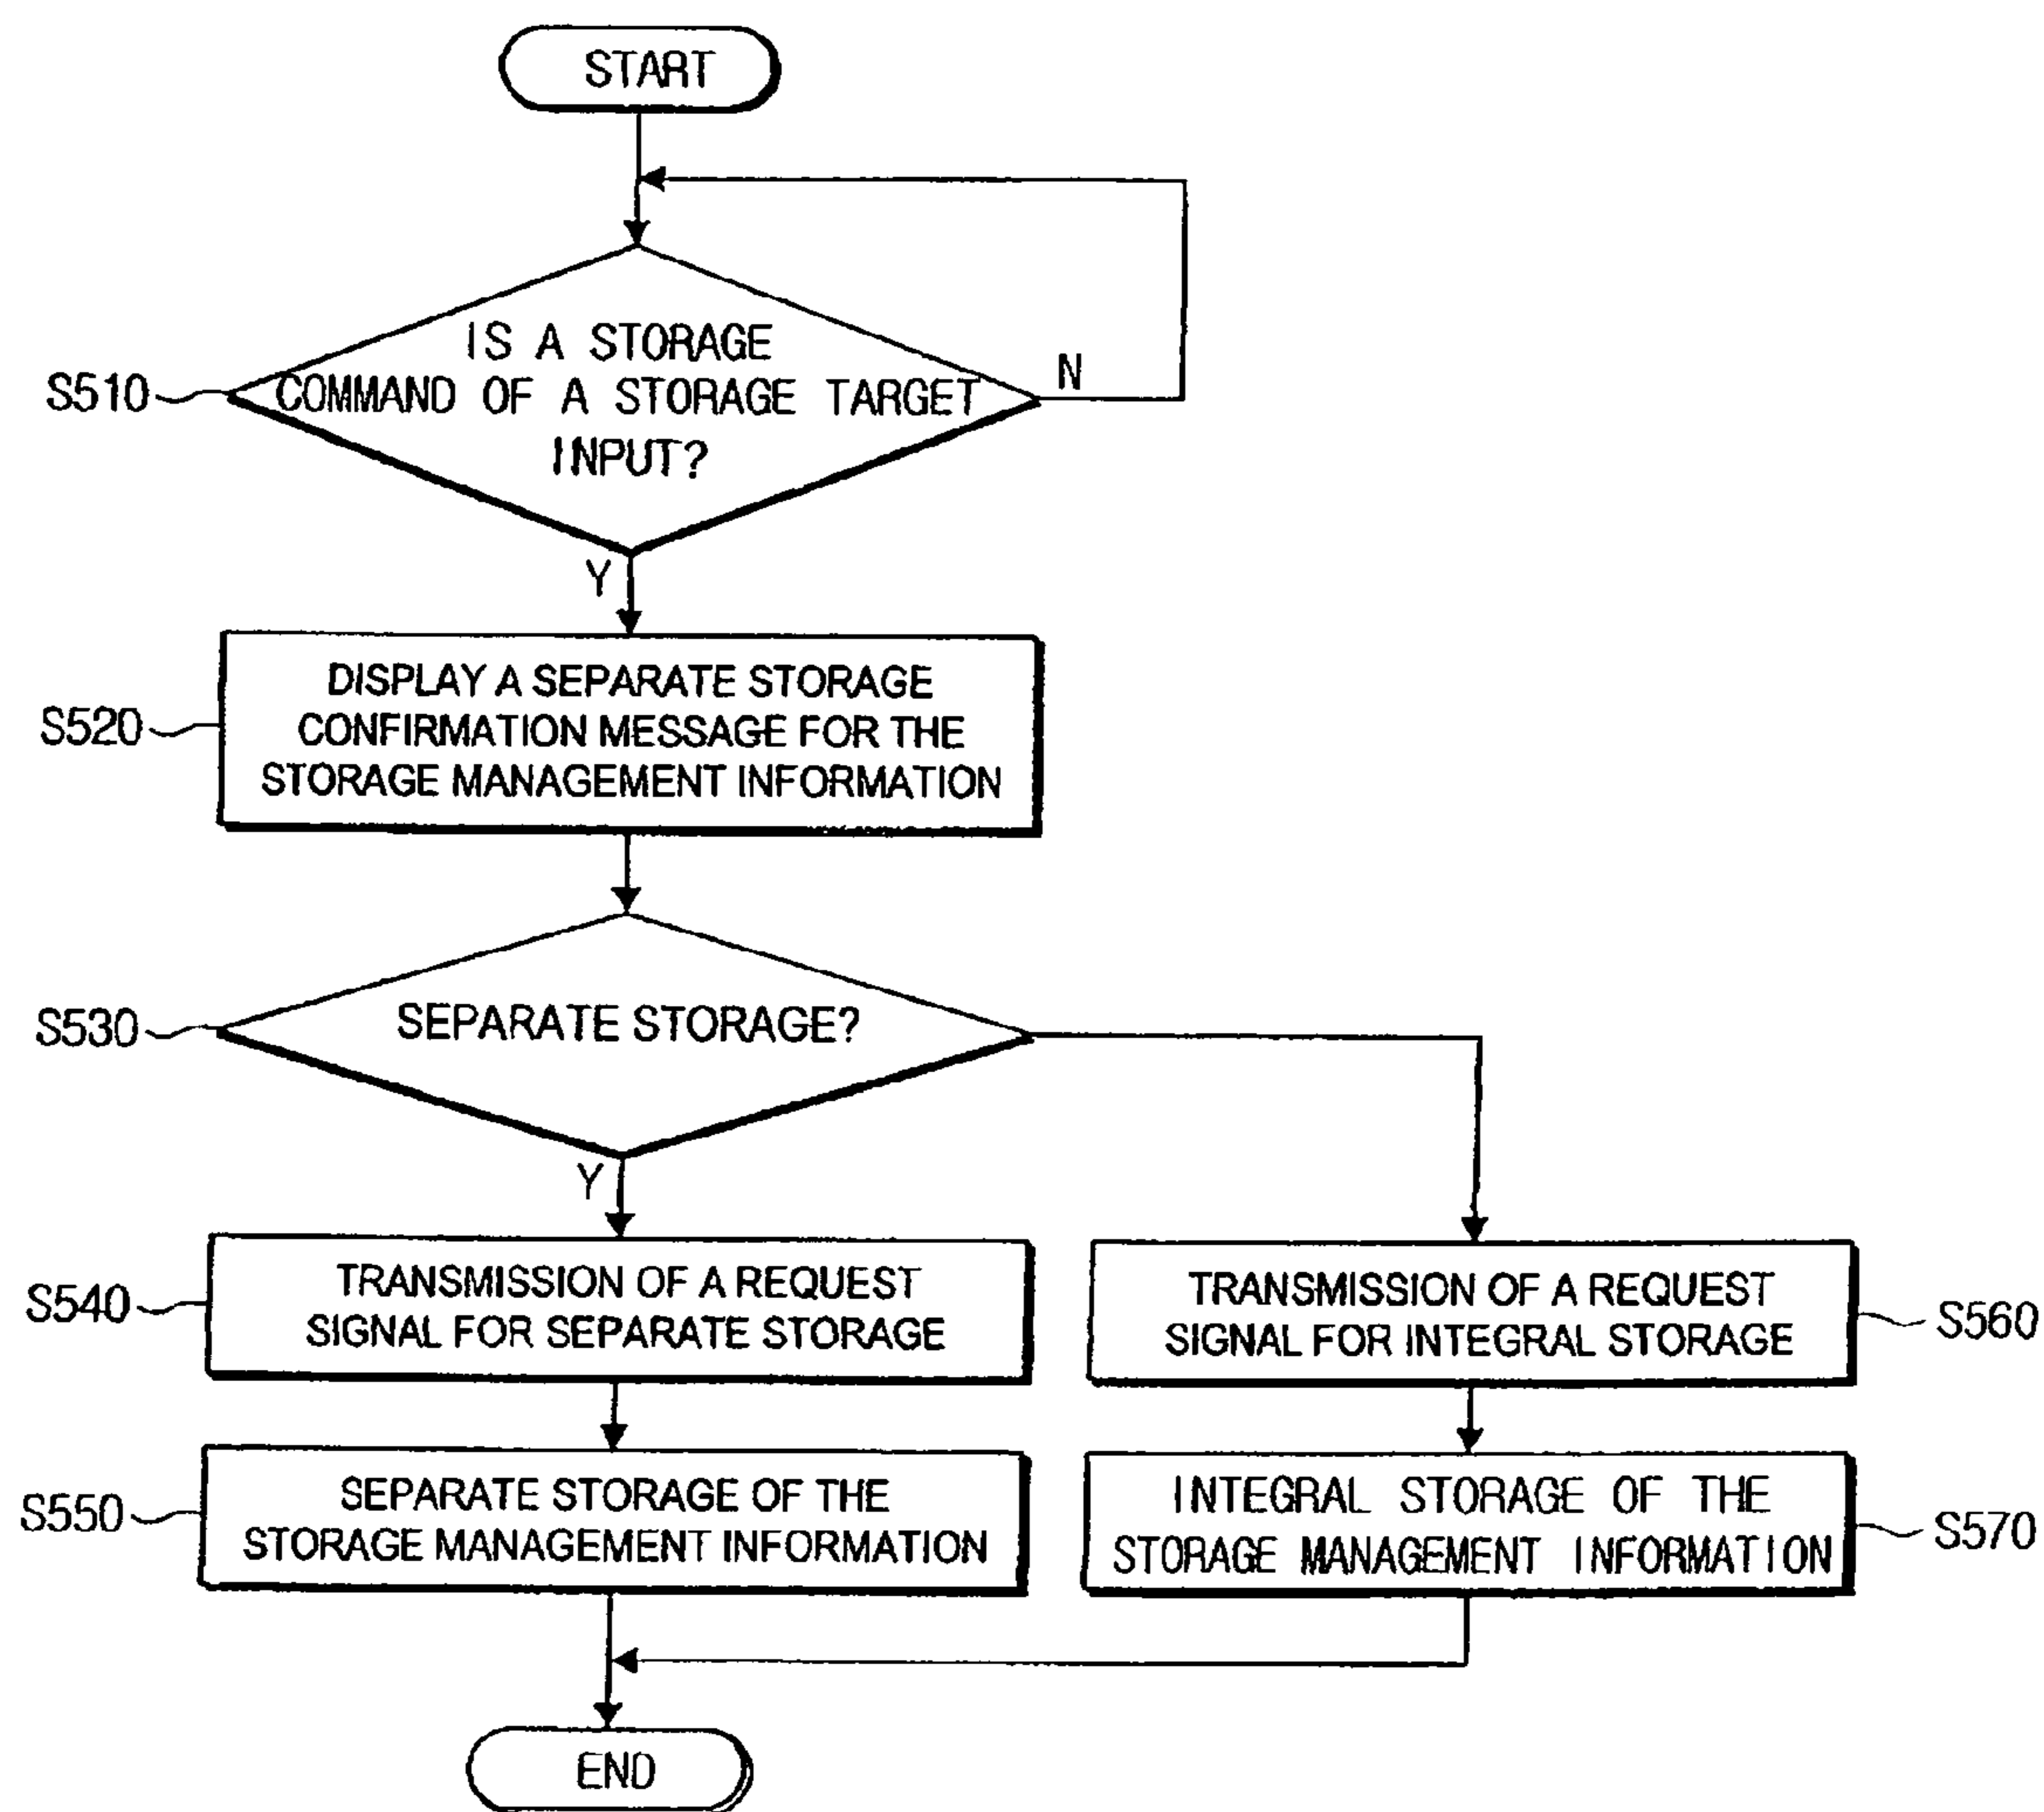 START
IS A STORAGE
COMMAND OF A STORAGE TARGET
INPUT?
S510
N
Y
DISPLAY A SEPARATE STORAGE
CONFIRMATION MESSAGE FOR THE
STORAGE MANAGEMENT INFORMATION
S520
SEPARATE STORAGE?
S530
Y
TRANSMISSION OF A REQUEST
SIGNAL FOR SEPARATE STORAGE
S540
TRANSMISSION OF A REQUEST
SIGNAL FOR INTEGRAL STORAGE
S560
SEPARATE STORAGE OF THE
STORAGE MANAGEMENT INFORMATION
S550
INTEGRAL STORAGE OF THE
STORAGE MANAGEMENT INFORMATION
S570
END